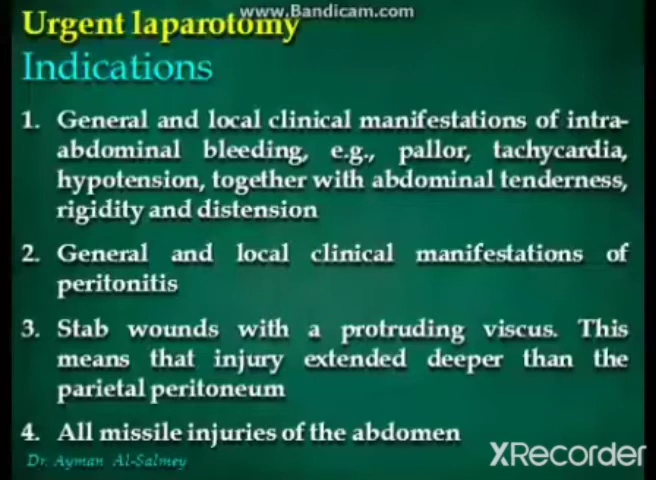 www.Bandicam.com
Urgent laparotomy
Indications
1. General and local clinical manifestations of intra-
abdominal bleeding, e.g., pallor, tachycardia,
hypotension, together with abdominal tenderness,
rigidity and distension
2. General and local clinical manifestations of
peritonitis
3. Stab wounds with a protruding viscus. This
means that injury extended deeper than the
parietal peritoneum
4. All missile injuries of the abdomen
Dr. Ayman Al-Salmey
XRecorder